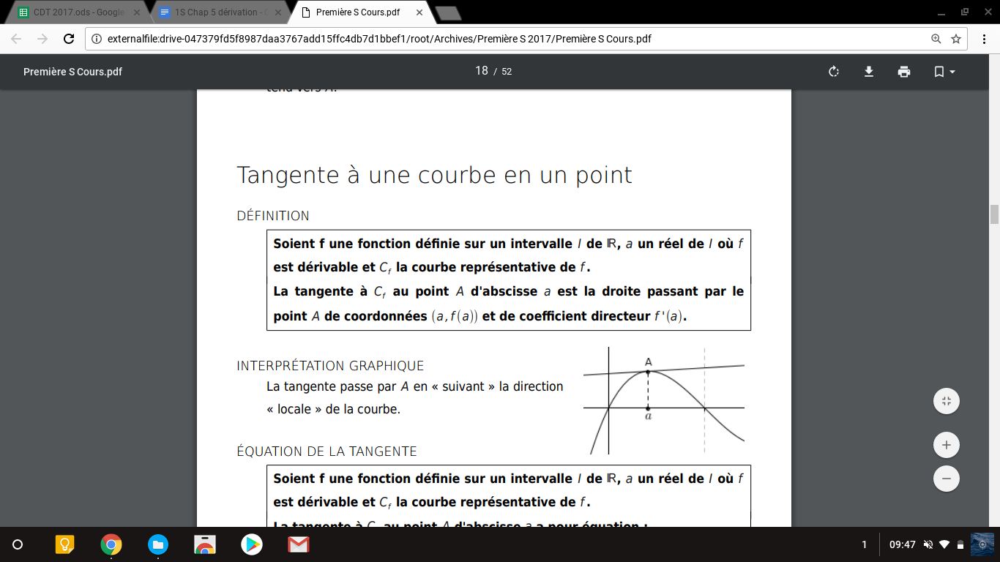 CDT 2017.ods - Google
1S Chap 5 dérivation -
Première S Cours.pdf
externalfile:drive-047379fd5f8987daa3767add15ffc4db7d1bbef1/root/Archives/Première S 2017/Première S Cours.pdf
Première S Cours.pdf
18 / 52
tend vers A.
Tangente à une courbe en un point
DÉFINITION
Soient f une fonction définie sur un intervalle I de ℝ, a un réel de I où f
est dérivable et C_f la courbe représentative de f.
La tangente à C_f au point A d'abscisse a est la droite passant par le
point A de coordonnées (a, f(a)) et de coefficient directeur f'(a).
INTERPRÉTATION GRAPHIQUE
La tangente passe par A en « suivant » la direction
« locale » de la courbe.
A
a
ÉQUATION DE LA TANGENTE
Soient f une fonction définie sur un intervalle I de ℝ, a un réel de I où f
est dérivable et C_f la courbe représentative de f.
La tangente à C_f au point A d'abscisse a a pour équation :
1
09:47